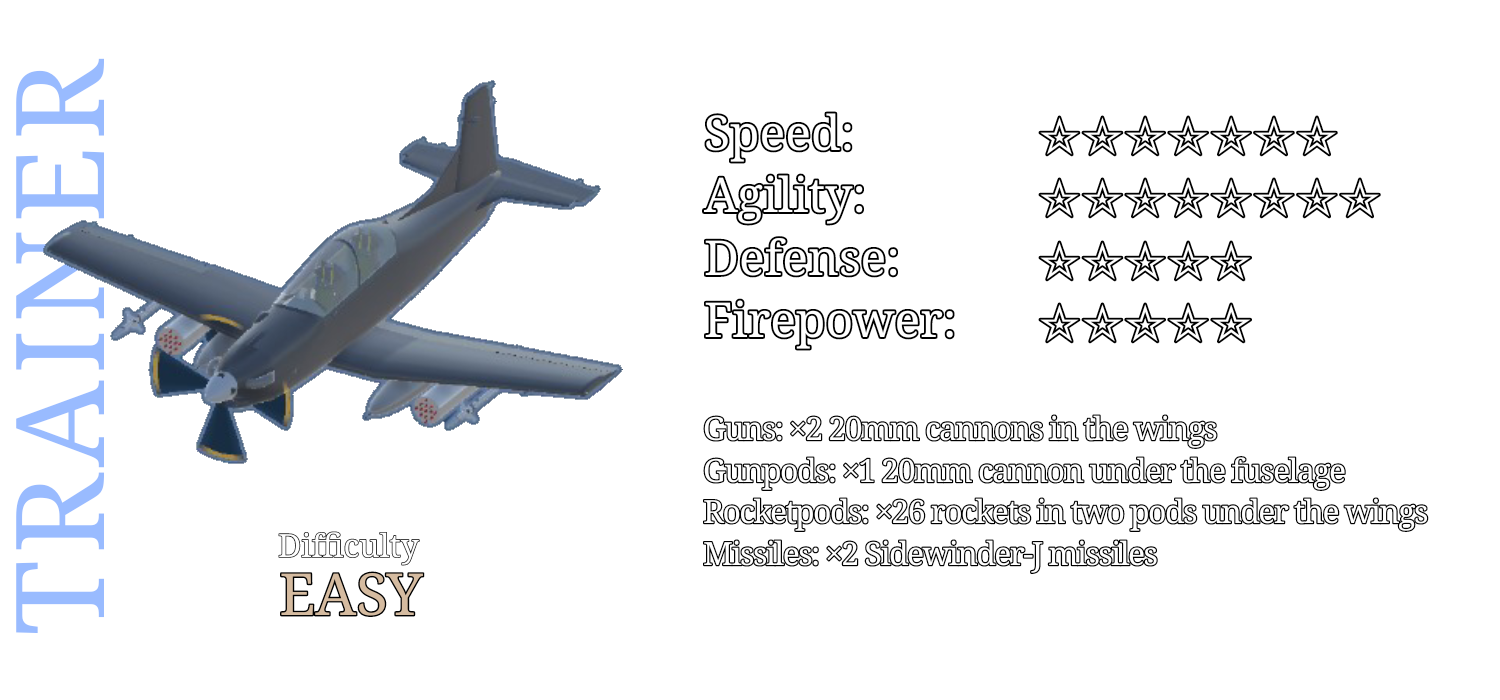 TRAINER
Speed: ☆☆☆☆☆☆☆
Agility: ☆☆☆☆☆☆☆☆
Defense: ☆☆☆☆☆
Firepower: ☆☆☆☆☆
Guns: ×2 20mm cannons in the wings
Gunpods: ×1 20mm cannon under the fuselage
Rocketpods: ×26 rockets in two pods under the wings
Missiles: ×2 Sidewinder-J missiles
Difficulty
EASY